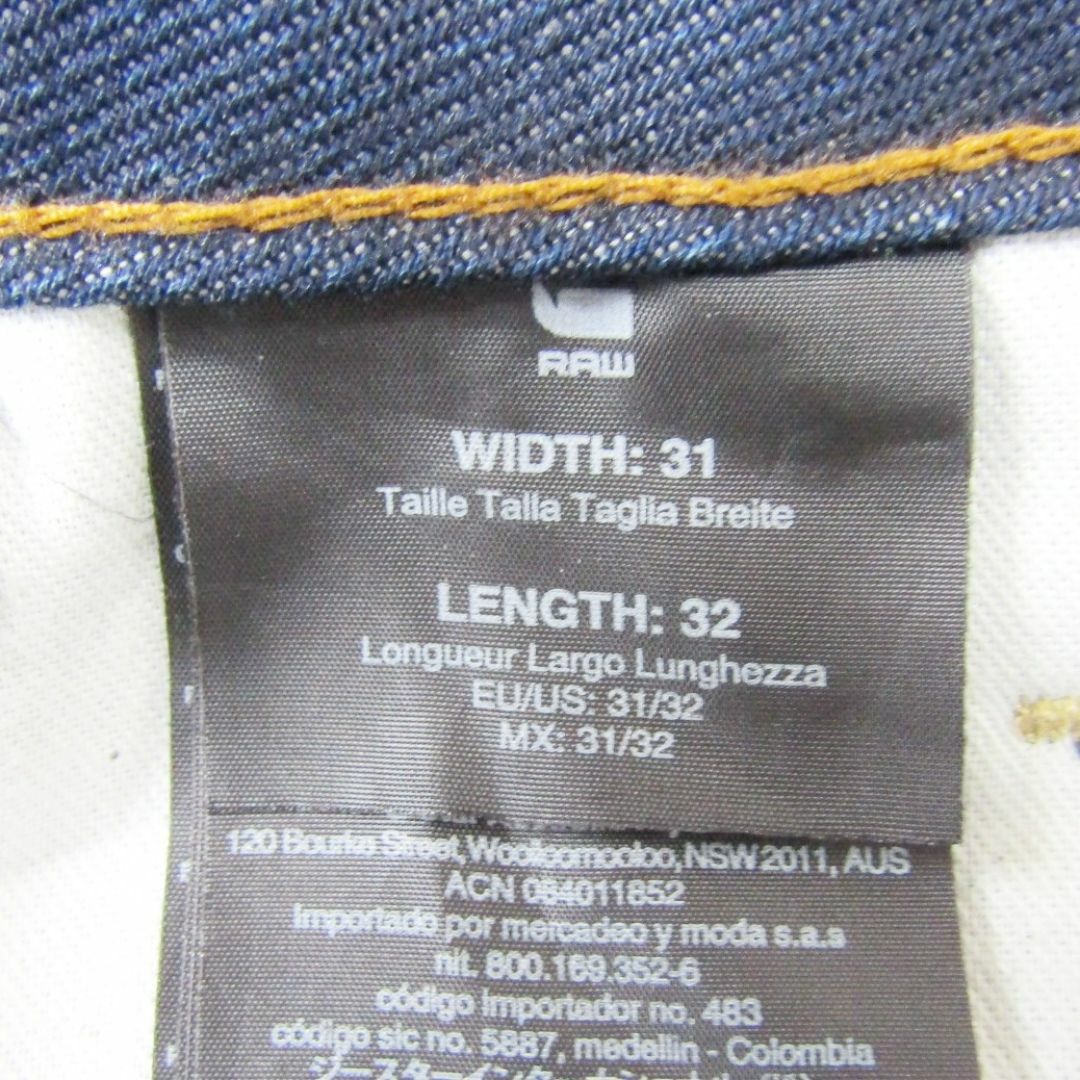 RAW
WIDTH: 31
Taille Talla Taglia Breite
LENGTH: 32
Longueur Largo Lunghezza
EU/US: 31/32
MX: 31/32
120 Bourke Street, Woolloomooloo, NSW 2011, AUS
ACN 084011852
Importado por mercadeo y moda s.a.s
nit. 800.169.352-6
código Importador no. 483
código sic no. 5887, medellin - Colombia